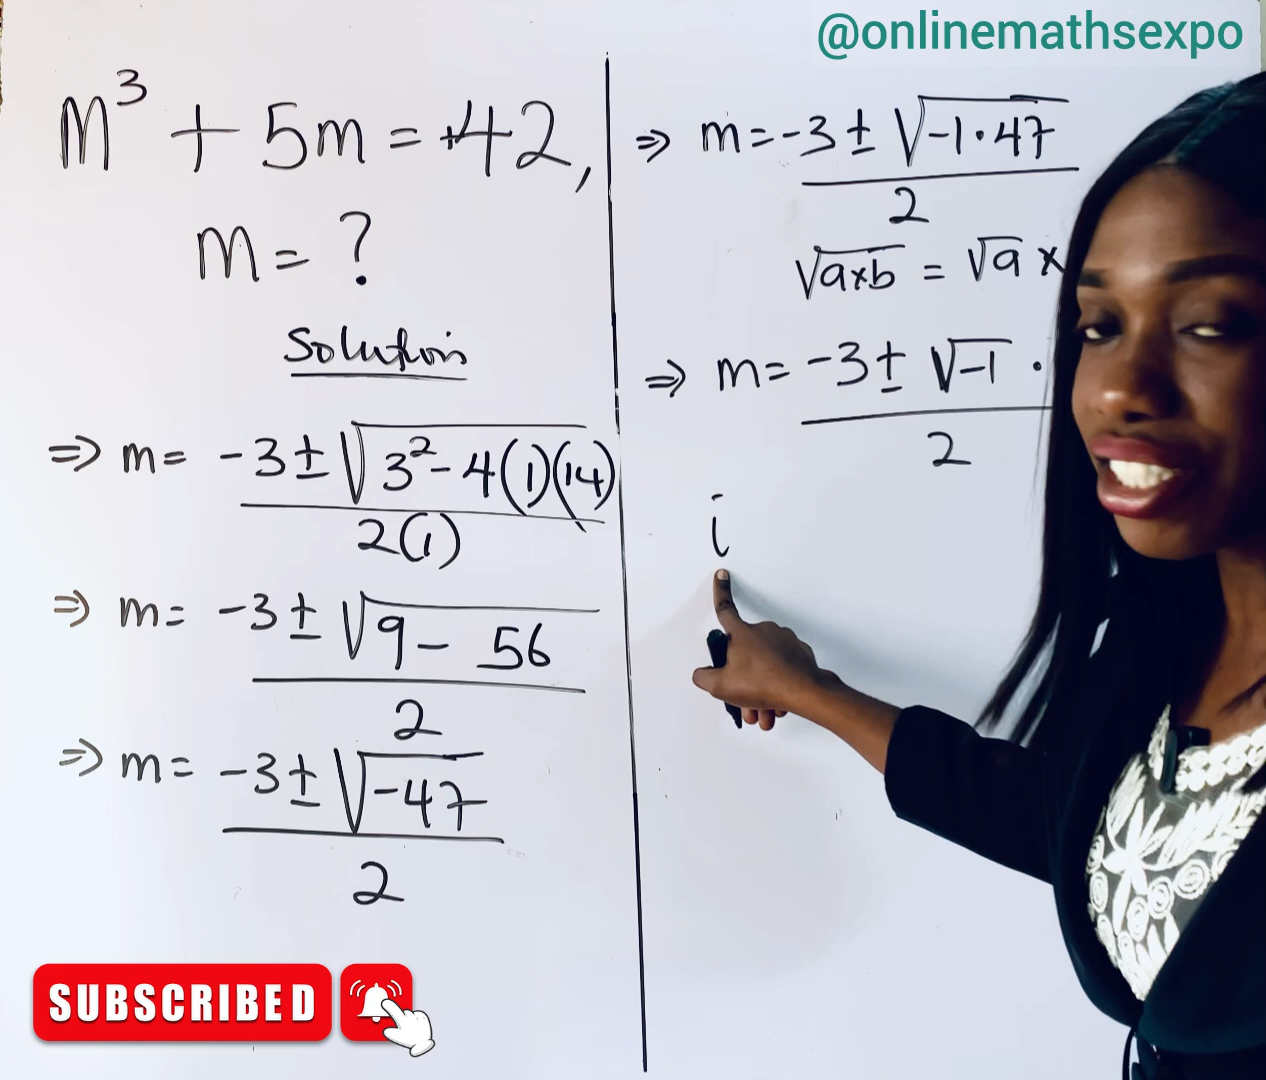 @onlinemathsexpo
m³ + 5m = +42,
m = ?
Solution
⇒ m = -3 ± √3² - 4(1)(14)
2(1)
⇒ m = -3 ± √9 - 56
2
⇒ m = -3 ± √-47
2
⇒ m = -3 ± √-1·47
2
√a×b = √a ×
⇒ m = -3 ± √-1 ·
2
i
SUBSCRIBED